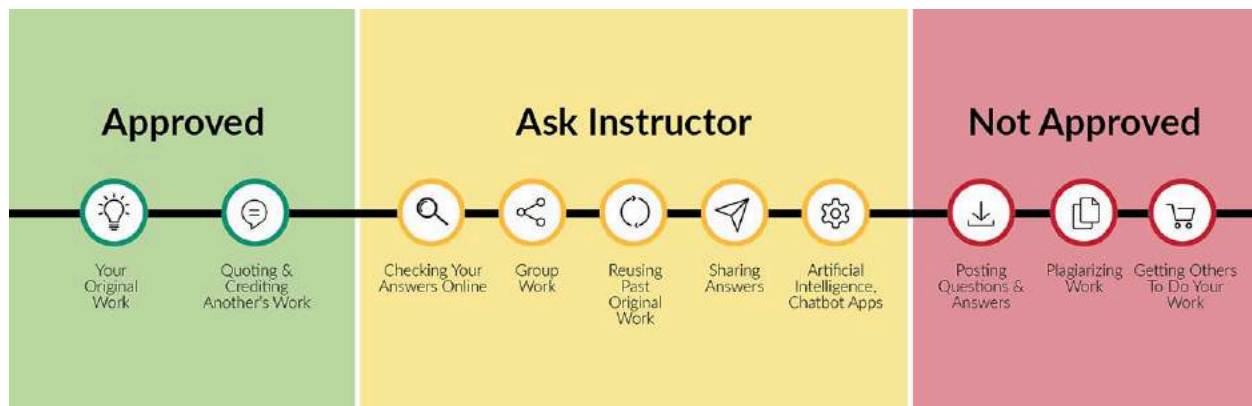 Approved
Ask Instructor
Not Approved
Your
Original
Work
Quoting &
Crediting
Another's Work
Checking Your
Answers Online
Group
Work
Reusing
Past
Original
Work
Sharing
Answers
Artificial
Intelligence,
Chatbot Apps
Posting
Questions &
Answers
Plagiarizing
Work
Getting Others
To Do Your
Work